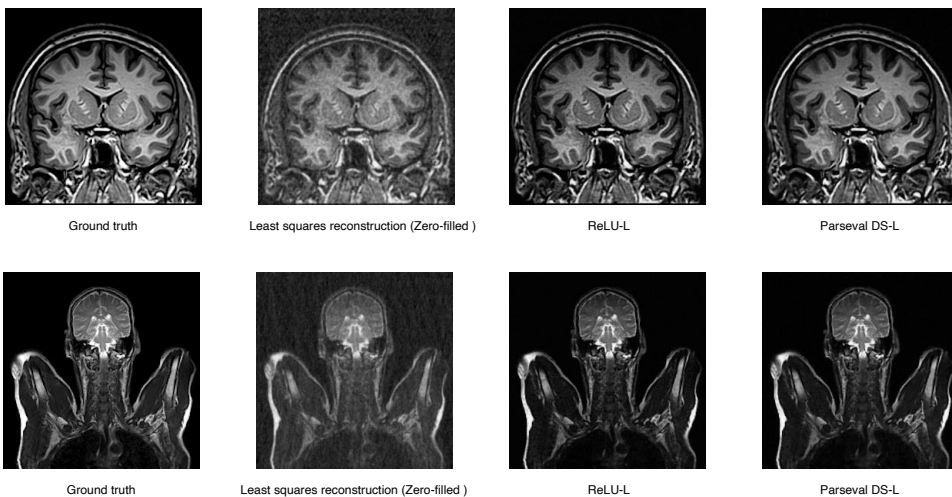 Ground truth
Least squares reconstruction (Zero-filled )
ReLU-L
Parseval DS-L
Ground truth
Least squares reconstruction (Zero-filled )
ReLU-L
Parseval DS-L